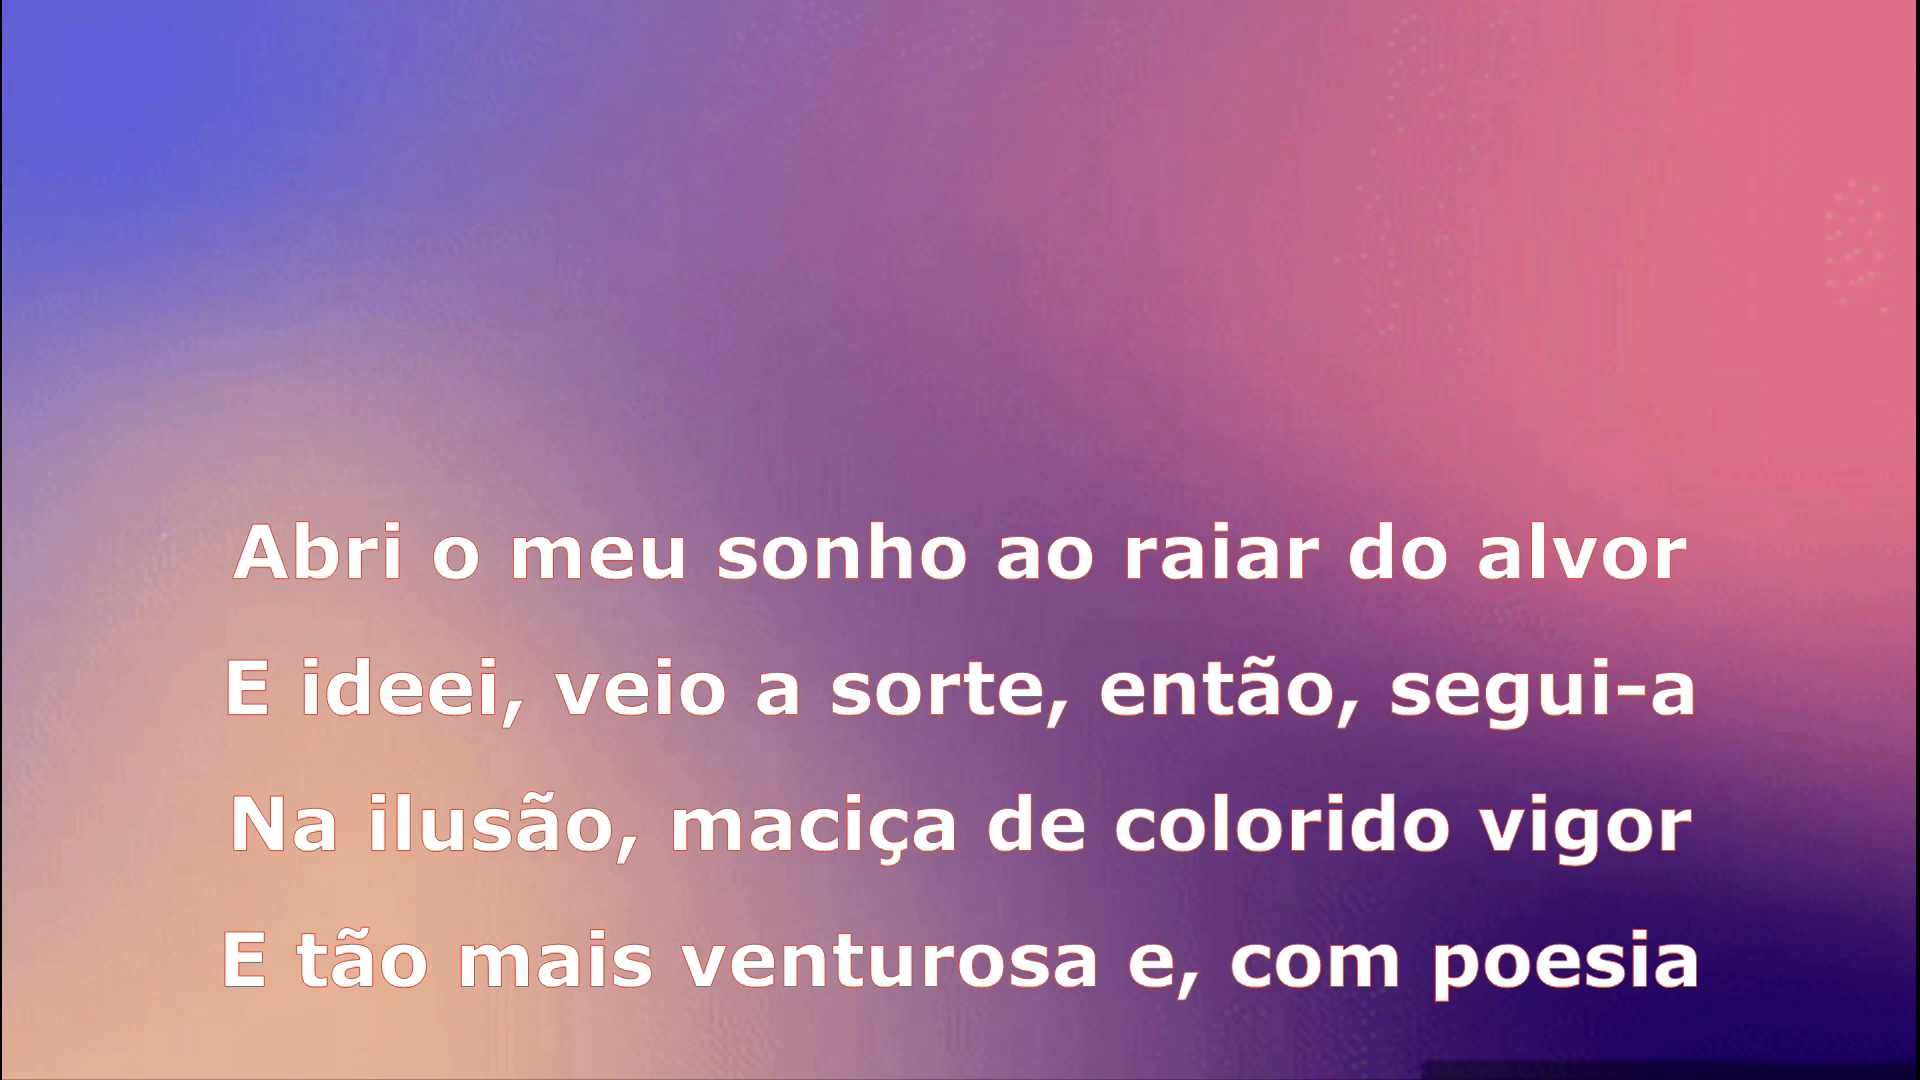 Abri o meu sonho ao raiar do alvor
E ideei, veio a sorte, então, segui-a
Na ilusão, maciça de colorido vigor
E tão mais venturosa e, com poesia